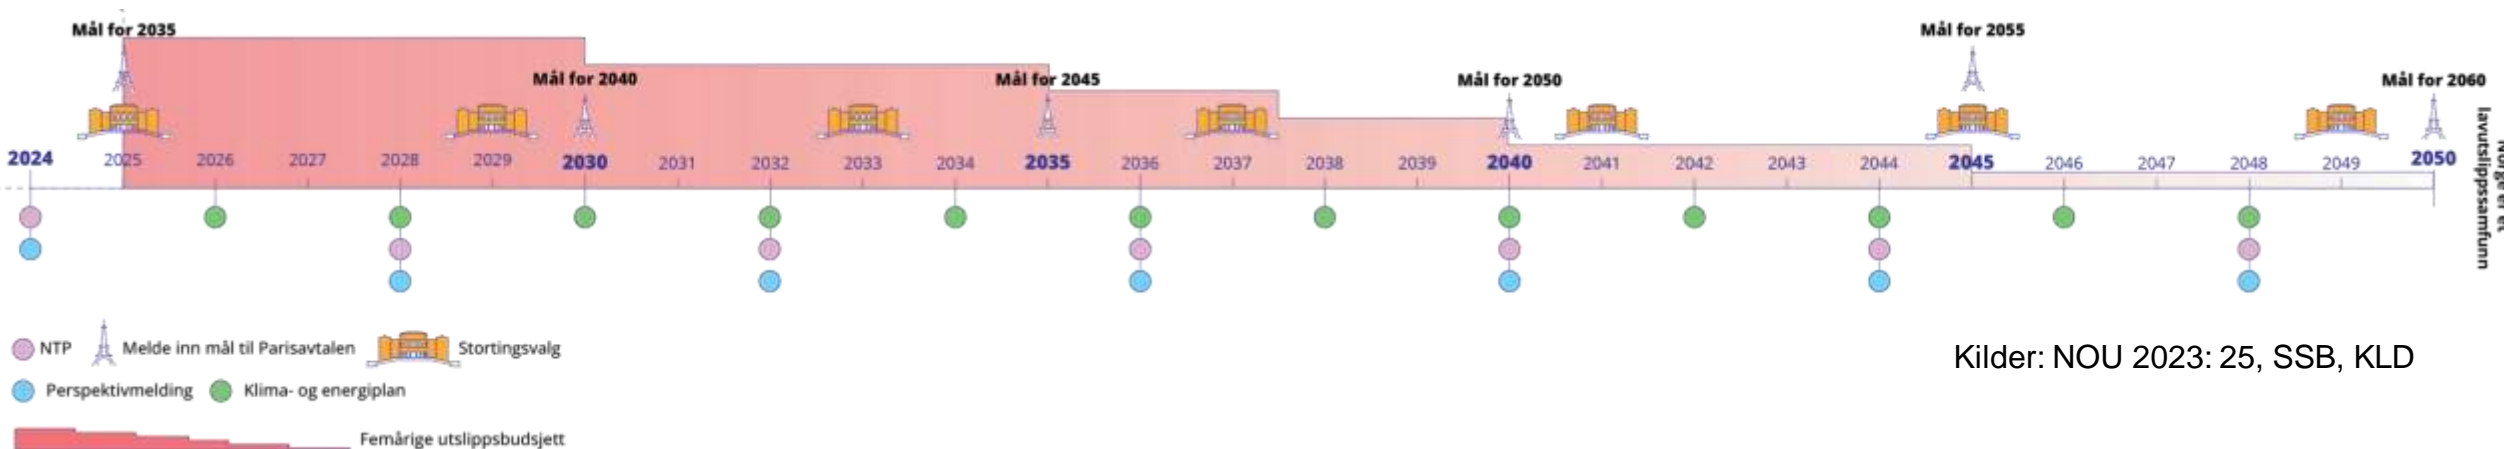 Mål for 2035
Mål for 2055
Mål for 2040
Mål for 2045
Mål for 2050
Mål for 2060
2024 2025 2026 2027 2028 2029 2030 2031 2032 2033 2034 2035 2036 2037 2038 2039 2040 2041 2042 2043 2044 2045 2046 2047 2048 2049 2050
Norge er et
lavutslippssamfunn
NTP Melde inn mål til Parisavtalen Stortingsvalg
Kilder: NOU 2023: 25, SSB, KLD
Perspektivmelding Klima- og energiplan
Femårige utslippsbudsjett